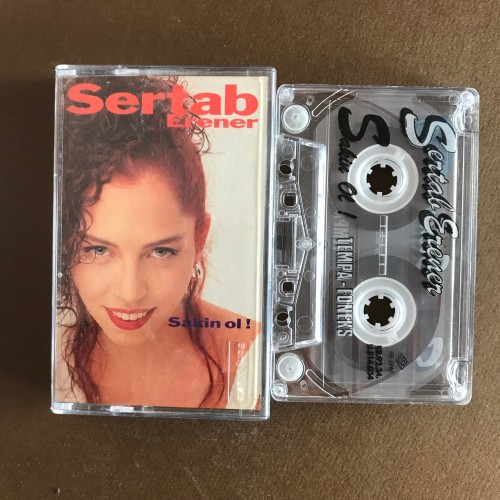 Sertab
Erener
Sakin ol !
Sertab Erener
Sakin Ol !
TEMPA - FONEKS